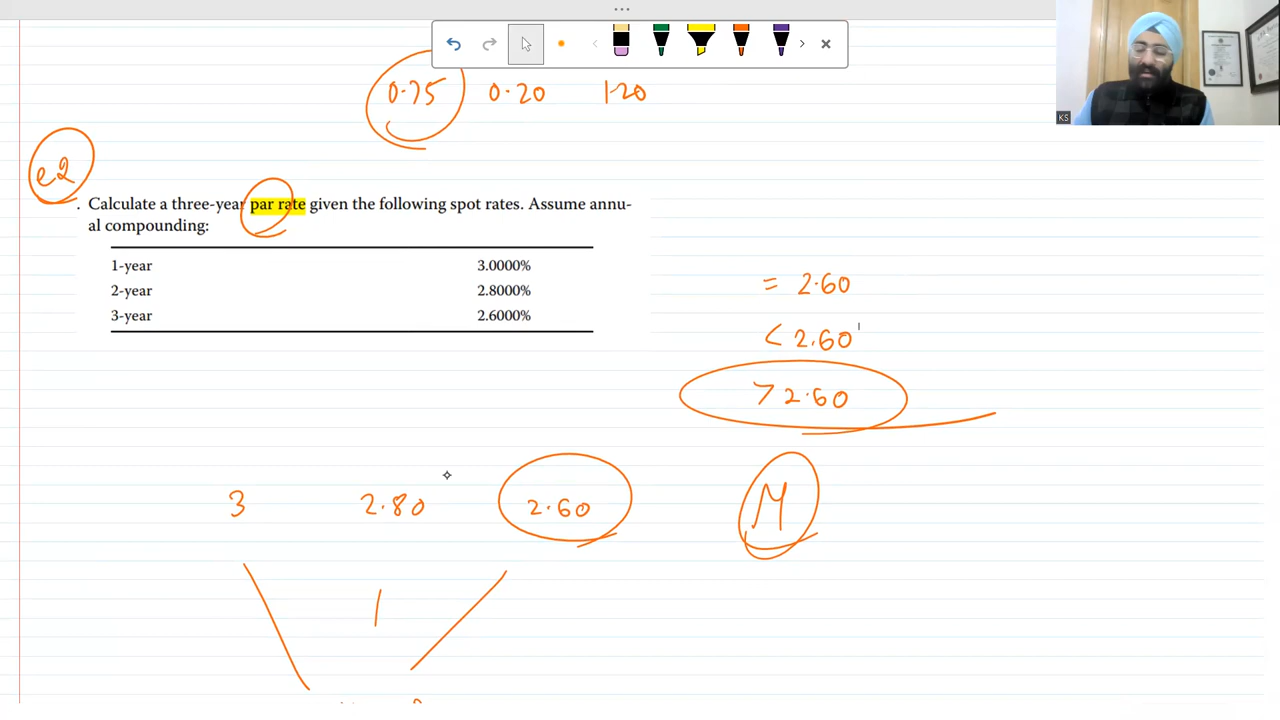 0.75 0.20 1.20
e2
. Calculate a three-year par rate given the following spot rates. Assume annu-
al compounding:
1-year 3.0000%
2-year 2.8000%
3-year 2.6000%
= 2.60
< 2.60
> 2.60
3 2.80 2.60 M
KS